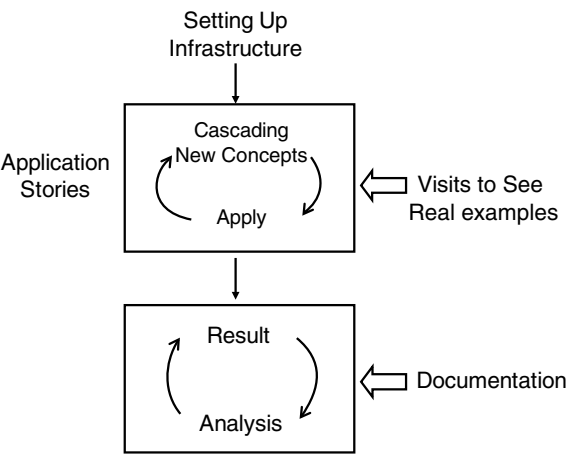 Setting Up
Infrastructure
Cascading
New Concepts
Application
Stories
Visits to See
Real examples
Apply
Result
Documentation
Analysis